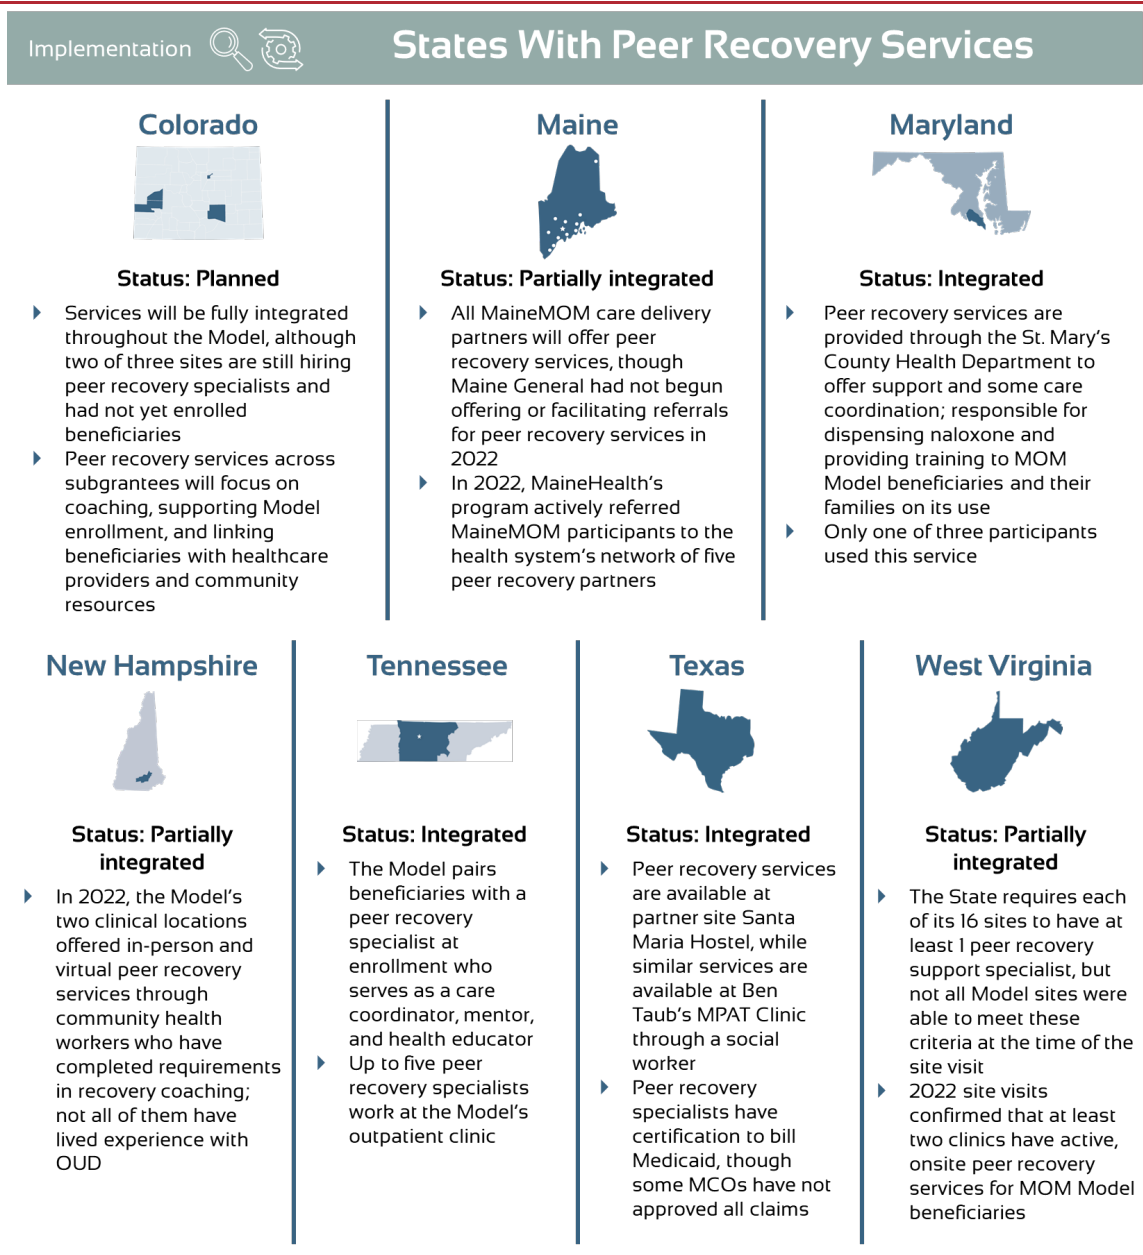 Implementation
States With Peer Recovery Services
Colorado
Status: Planned
Services will be fully integrated
throughout the Model, although
two of three sites are still hiring
peer recovery specialists and
had not yet enrolled
beneficiaries
Peer recovery services across
subgrantees will focus on
coaching, supporting Model
enrollment, and linking
beneficiaries with healthcare
providers and community
resources
Maine
Status: Partially integrated
All MaineMOM care delivery
partners will offer peer
recovery services, though
Maine General had not begun
offering or facilitating referrals
for peer recovery services in
2022
In 2022, MaineHealth's
program actively referred
MaineMOM participants to the
health system's network of five
peer recovery partners
Maryland
Status: Integrated
Peer recovery services are
provided through the St. Mary's
County Health Department to
offer support and some care
coordination; responsible for
dispensing naloxone and
providing training to MOM
Model beneficiaries and their
families on its use
Only one of three participants
used this service
New Hampshire
Status: Partially
integrated
In 2022, the Model's
two clinical locations
offered in-person and
virtual peer recovery
services through
community health
workers who have
completed requirements
in recovery coaching;
not all of them have
lived experience with
OUD
Tennessee
Status: Integrated
The Model pairs
beneficiaries with a
peer recovery
specialist at
enrollment who
serves as a care
coordinator, mentor,
and health educator
Up to five peer
recovery specialists
work at the Model's
outpatient clinic
Texas
Status: Integrated
Peer recovery services
are available at
partner site Santa
Maria Hostel, while
similar services are
available at Ben
Taub's MPAT Clinic
through a social
worker
Peer recovery
specialists have
certification to bill
Medicaid, though
some MCOs have not
approved all claims
West Virginia
Status: Partially
integrated
The State requires each
of its 16 sites to have at
least 1 peer recovery
support specialist, but
not all Model sites were
able to meet these
criteria at the time of the
site visit
2022 site visits
confirmed that at least
two clinics have active,
onsite peer recovery
services for MOM Model
beneficiaries